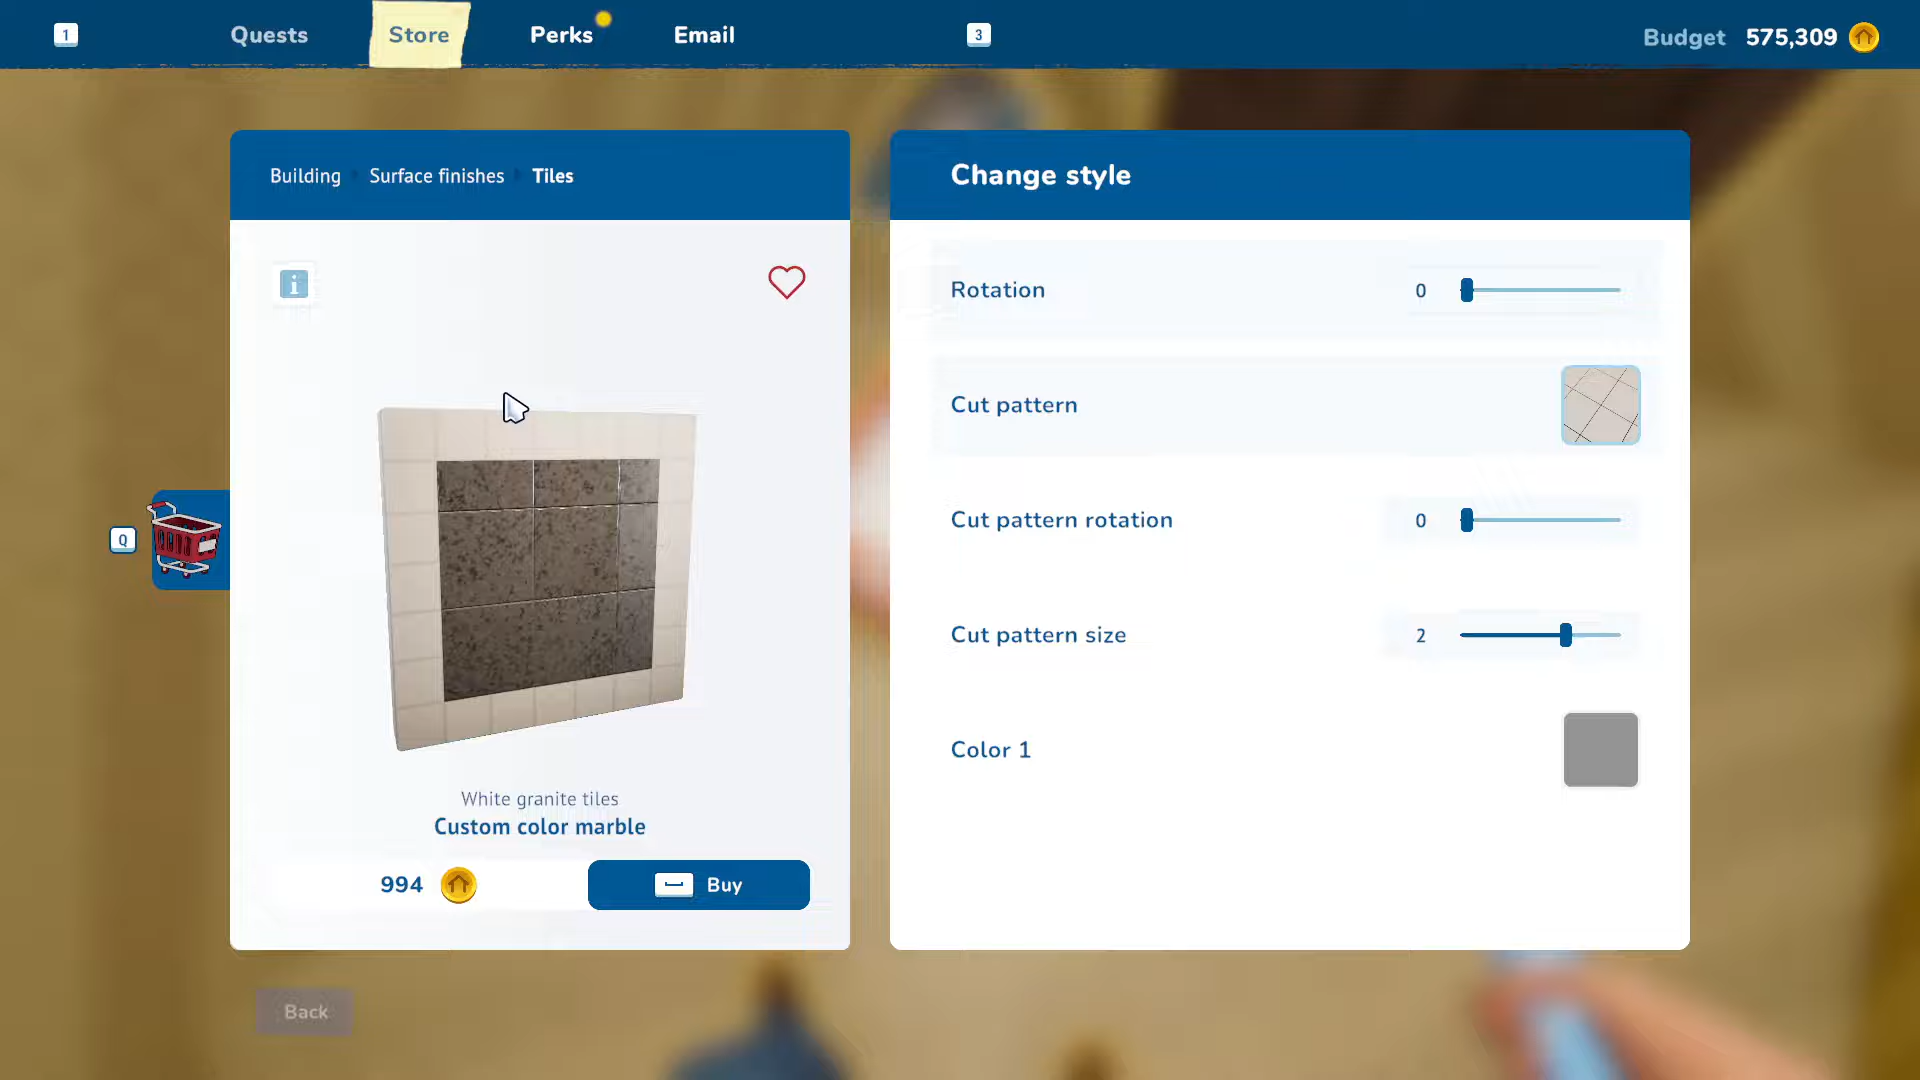 1 Quests Store Perks Email 3 Budget 575,309
Building Surface finishes Tiles
i
Q
White granite tiles
Custom color marble
994 Buy
Back
Change style
Rotation 0
Cut pattern
Cut pattern rotation 0
Cut pattern size 2
Color 1